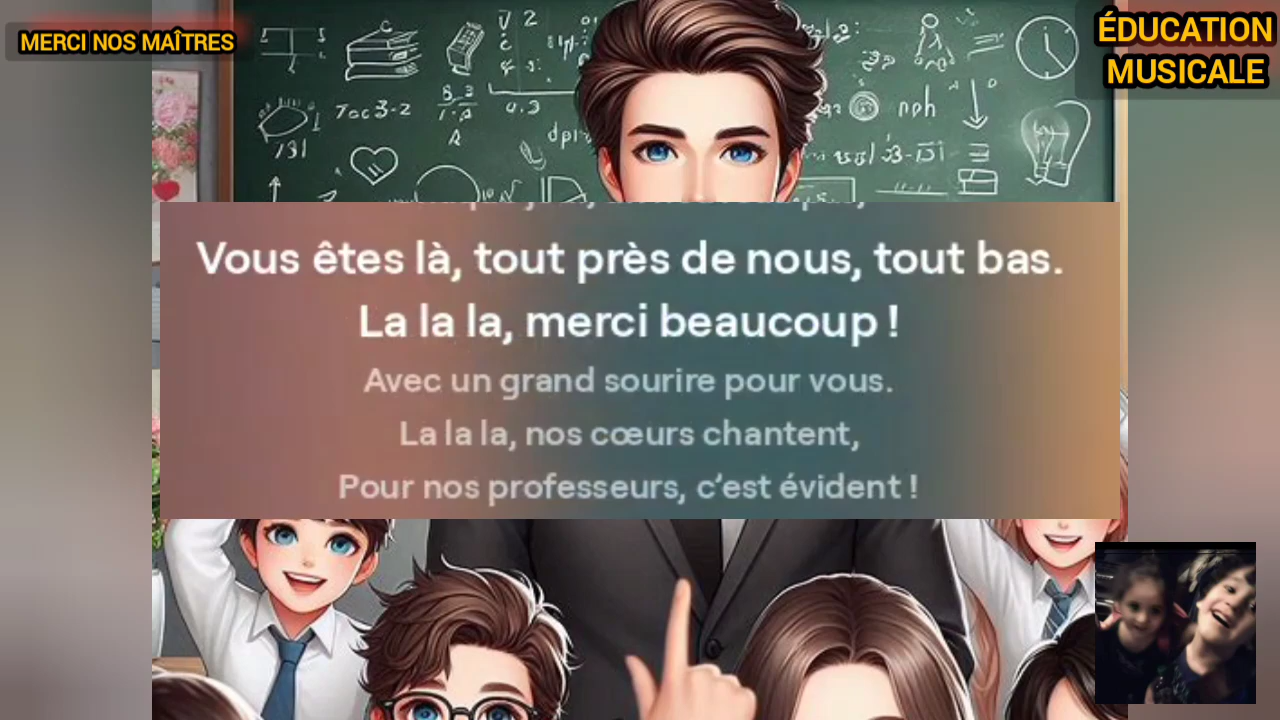 MERCI NOS MAÎTRES
ÉDUCATION
MUSICALE
Vous êtes là, tout près de nous, tout bas.
La la la, merci beaucoup !
Avec un grand sourire pour vous.
La la la, nos cœurs chantent,
Pour nos professeurs, c’est évident !